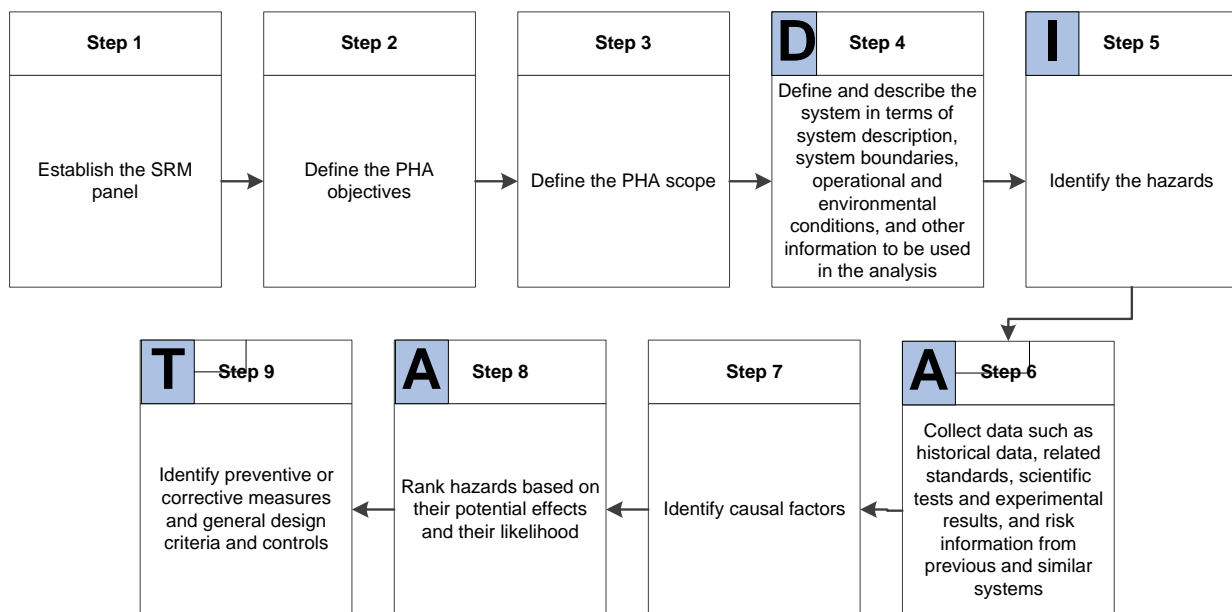 Step 1
Establish the SRM
panel
Step 2
Define the PHA
objectives
Step 3
Define the PHA scope
D
Step 4
Define and describe the
system in terms of
system description,
system boundaries,
operational and
environmental
conditions, and other
information to be used
in the analysis
I
Step 5
Identify the hazards
A
Step 6
Collect data such as
historical data, related
standards, scientific
tests and experimental
results, and risk
information from
previous and similar
systems
Step 7
Identify causal factors
A
Step 8
Rank hazards based on
their potential effects
and their likelihood
T
Step 9
Identify preventive or
corrective measures
and general design
criteria and controls